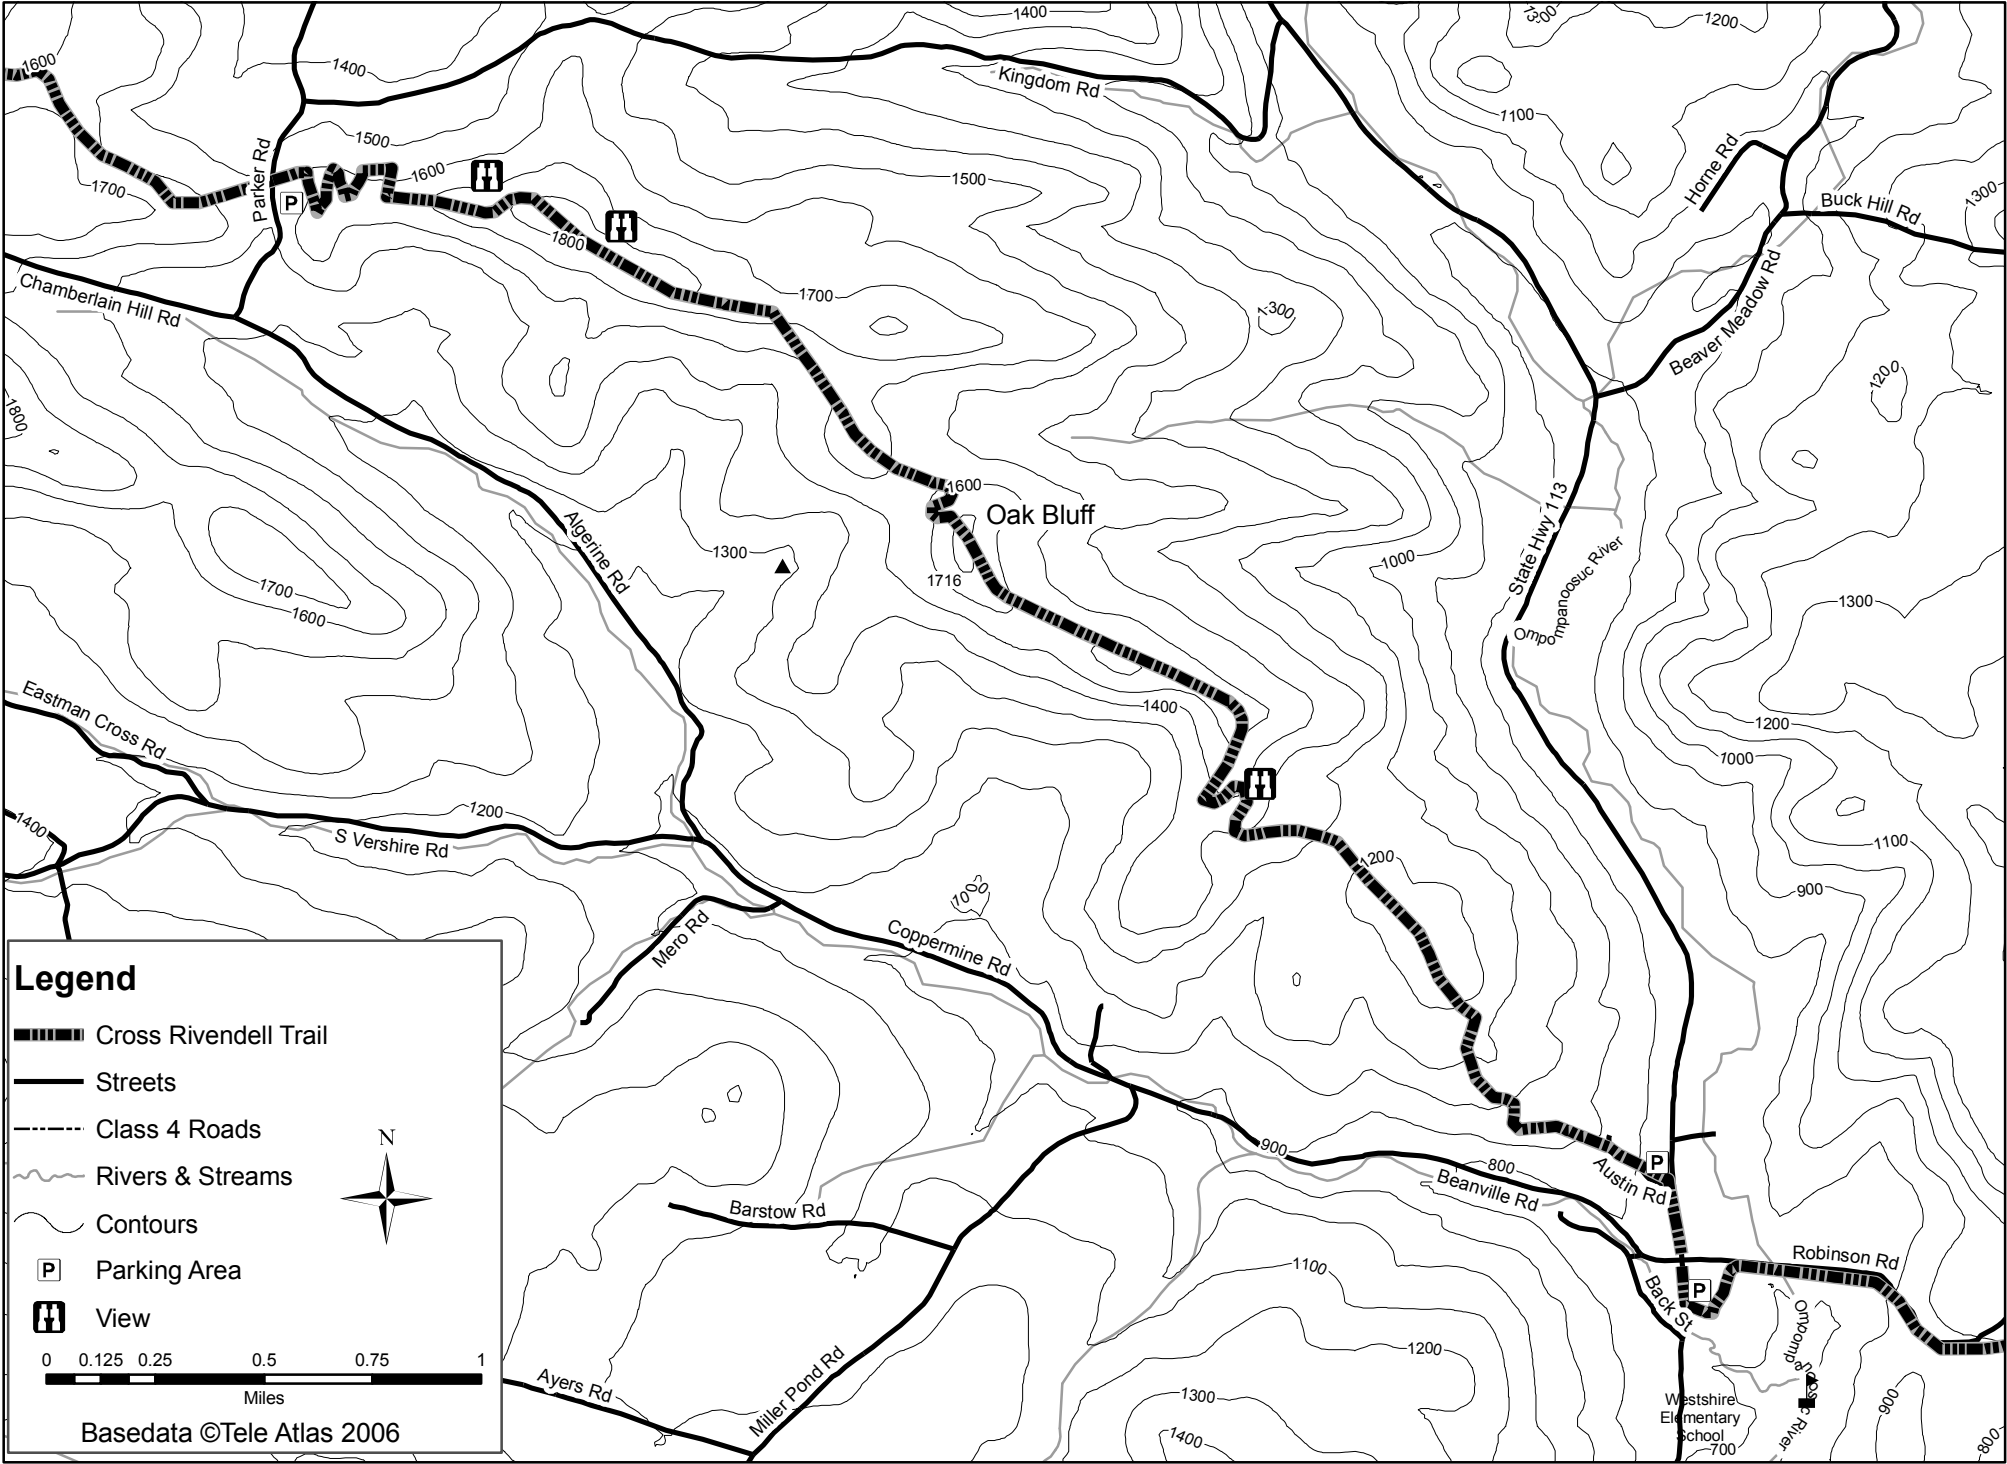 1400
1300
1200
1600
1400
Kingdom Rd
1100
Parker Rd
1500
1600
1500
Horne Rd
1700
P
Buck Hill Rd
1300
1800
Beaver Meadow Rd
Chamberlain Hill Rd
1700
1300
1200
1800
1600
Oak Bluff
State Hwy 113
Algerine Rd
1300
1000
1716
Ompompanoosuc River
1300
1700
1600
Eastman Cross Rd
1400
1200
1000
1200
1400
S Vershire Rd
1100
1200
900
1000
Mero Rd
Coppermine Rd
Legend
Cross Rivendell Trail
Streets
Class 4 Roads
N
Rivers & Streams
Contours
P
Parking Area
View
0 0.125 0.25 0.5 0.75 1
Miles
Basedata ©Tele Atlas 2006
900
800
P
Austin Rd
Beanville Rd
Barstow Rd
Robinson Rd
1100
Back St
P
1200
Miller Pond Rd
Ayers Rd
1300
1400
Westshire
Elementary
School
700
900
800